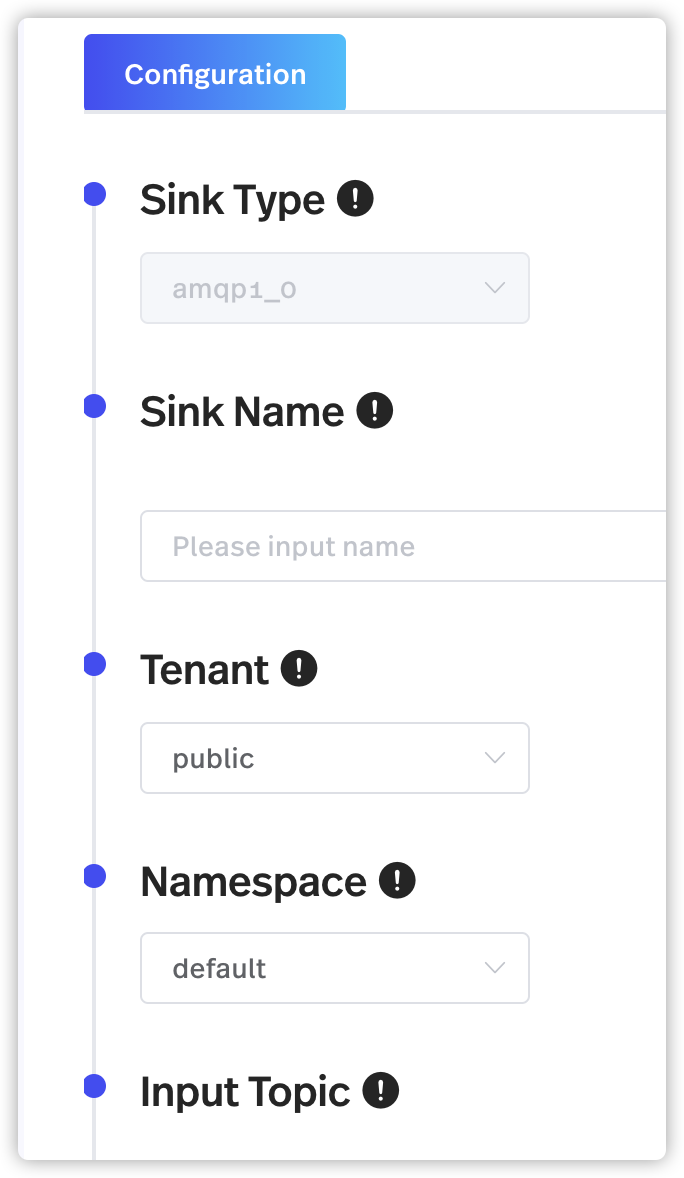 Configuration
Sink Type
amqp1_0
Sink Name
Please input name
Tenant
public
Namespace
default
Input Topic